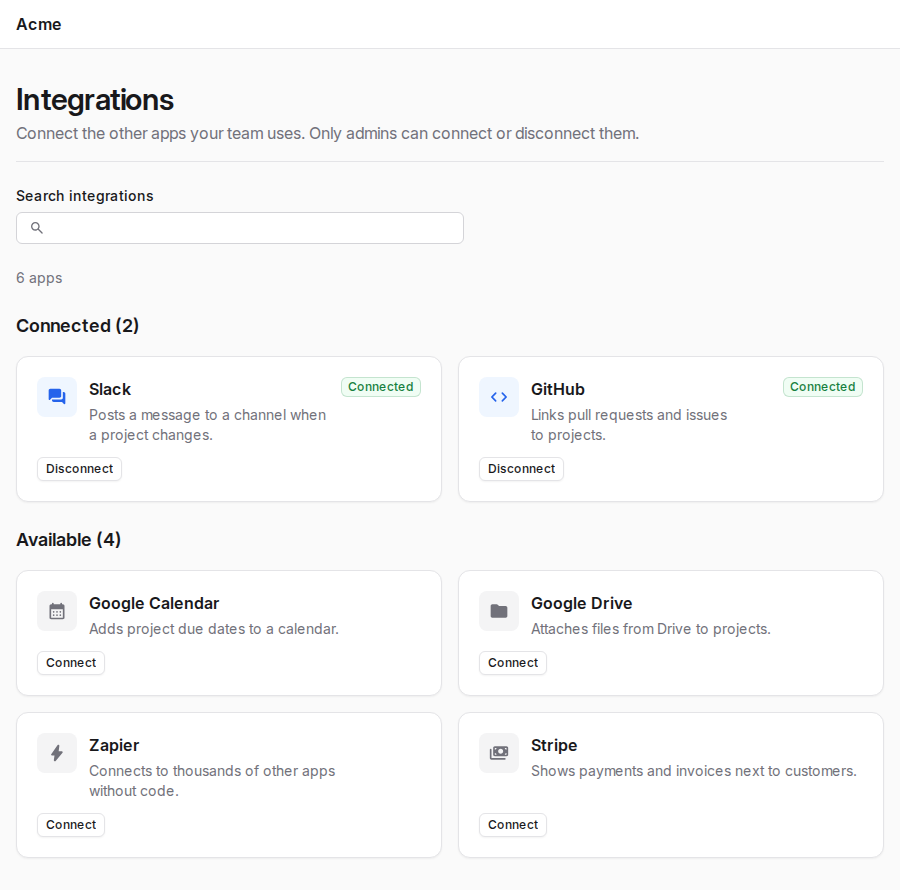 Acme
Integrations
Connect the other apps your team uses. Only admins can connect or disconnect them.
Search integrations
6 apps
Connected (2)
Slack
Connected
Posts a message to a channel when
a project changes.
Disconnect
GitHub
Connected
Links pull requests and issues
to projects.
Disconnect
Available (4)
Google Calendar
Adds project due dates to a calendar.
Connect
Google Drive
Attaches files from Drive to projects.
Connect
Zapier
Connects to thousands of other apps
without code.
Connect
Stripe
Shows payments and invoices next to customers.
Connect